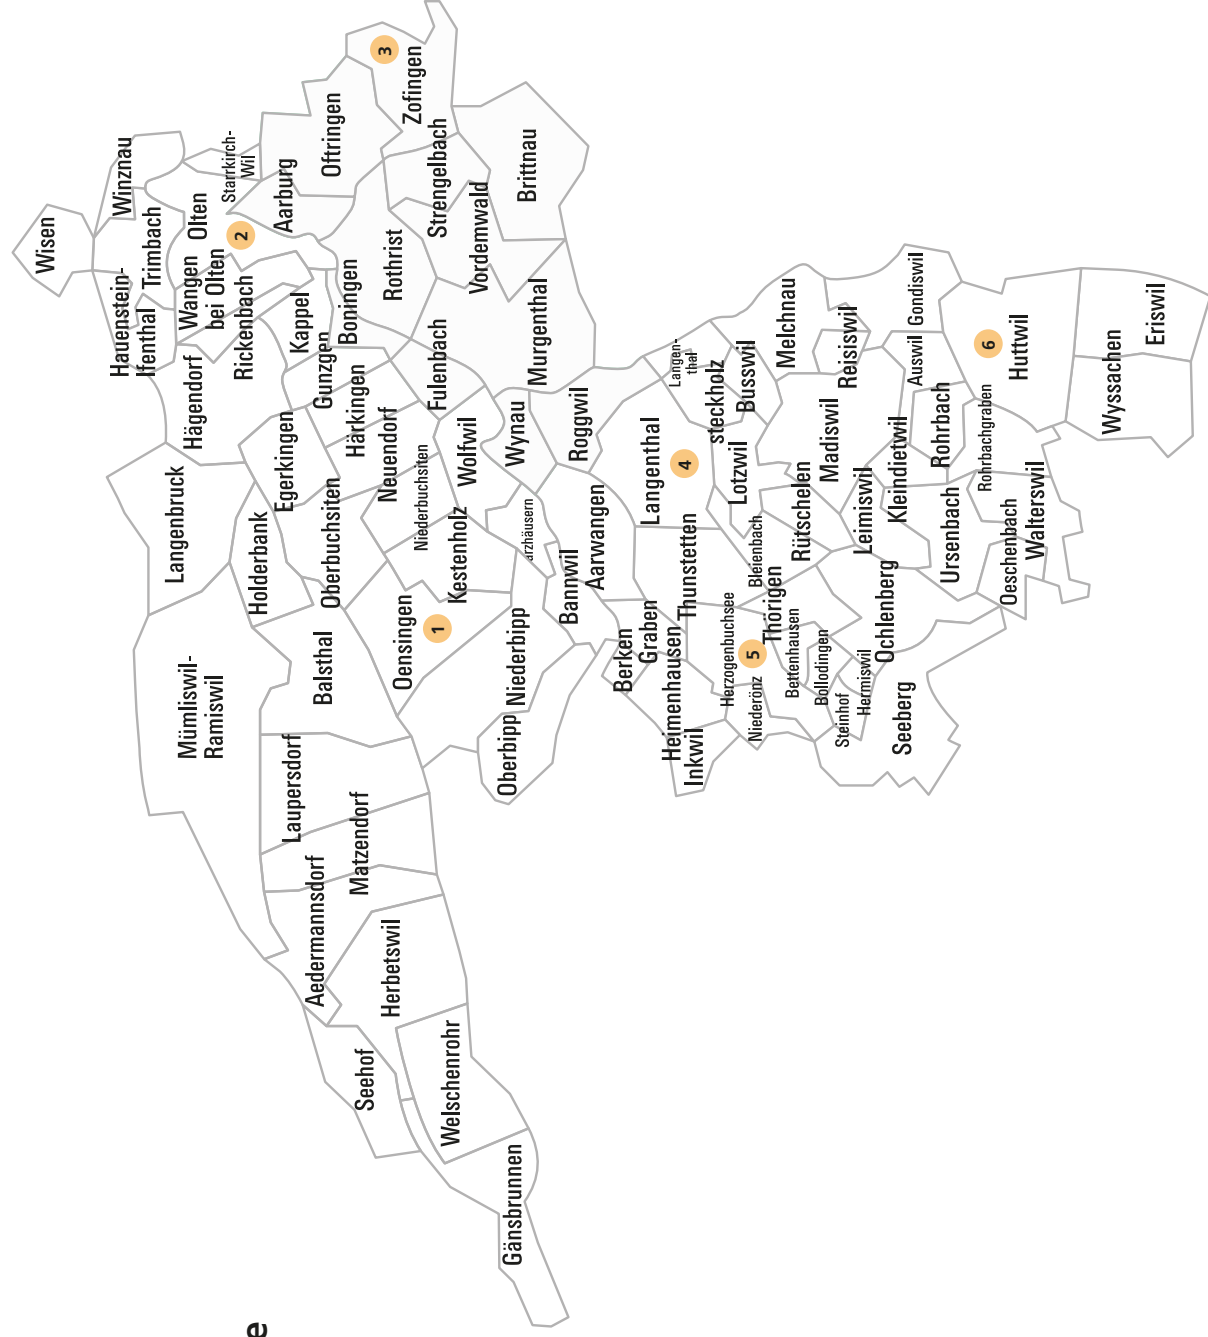 Wisen
Hauenstein-
Ifenthal
Trimbach
Winznau
Olten
Starrkirch-
Wil
Wangen
bei Olten
2
Rickenbach
Hägendorf
Kappel
Gunzgen
Boningen
Aarburg
Oftringen
3
Zofingen
Rothrist
Strengelbach
Vordemwald
Brittnau
Murgenthal
Fulenbach
Härkingen
Egerkingen
Neuendorf
Niederbuchsiten
Oberbuchsiten
Wolfwil
Kestenholz
Langenbruck
Holderbank
Oensingen
1
Balsthal
Mümliswil-
Ramiswil
Laupersdorf
Matzendorf
Aedermannsdorf
Herbetswil
Seehof
Welschenrohr
Gänsbrunnen
Niederbipp
Oberbipp
Wynau
Roggwil
arzhäusern
Bannwil
Aarwangen
Langenthal
4
Langen-
thal
steckholz
Busswil
Melchnau
Reisiswil
Gondiswil
Auswil
Lotzwil
Madiswil
Bleienbach
Rütschelen
Leimiswil
Kleindietwil
Rohrbach
Rohrbachgraben
6
Huttwil
Eriswil
Wyssachen
Ursenbach
Oeschenbach
Walterswil
Thunstetten
Graben
Berken
Heimenhausen
Inkwil
Herzogenbuchsee
5
Niederönz
Thörigen
Bettenhausen
Bollodingen
Steinhof
Hermiswil
Ochlenberg
Seeberg
e